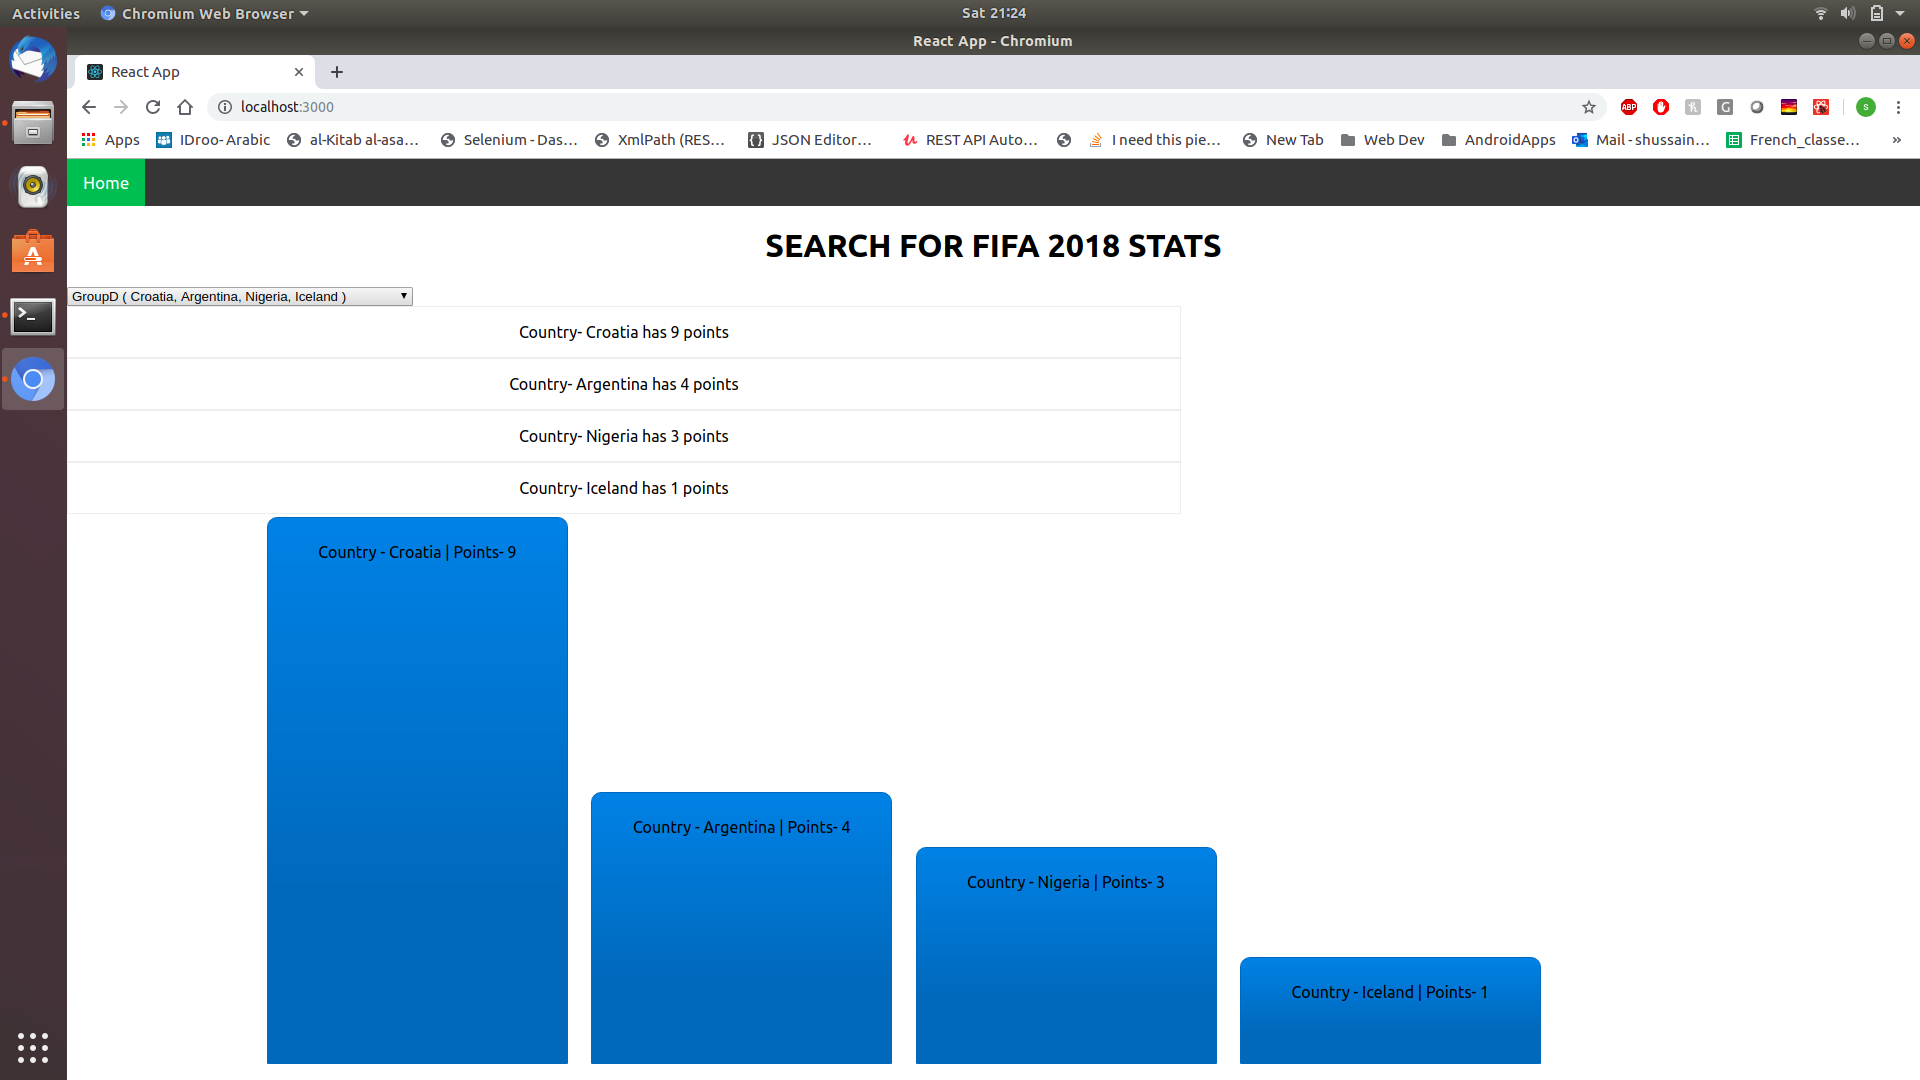 Activities Chromium Web Browser Sat 21:24
React App - Chromium
React App
localhost:3000
ABP G S
Apps IDroo-Arabic al-Kitab al-asa... Selenium - Das... XmlPath (RES... JSON Editor... REST API Auto... I need this pie... New Tab Web Dev AndroidApps Mail - shussain... French_classe... »
Home
SEARCH FOR FIFA 2018 STATS
GroupD ( Croatia, Argentina, Nigeria, Iceland )
Country- Croatia has 9 points
Country- Argentina has 4 points
Country- Nigeria has 3 points
Country- Iceland has 1 points
Country - Croatia | Points- 9
Country - Argentina | Points- 4
Country - Nigeria | Points- 3
Country - Iceland | Points- 1